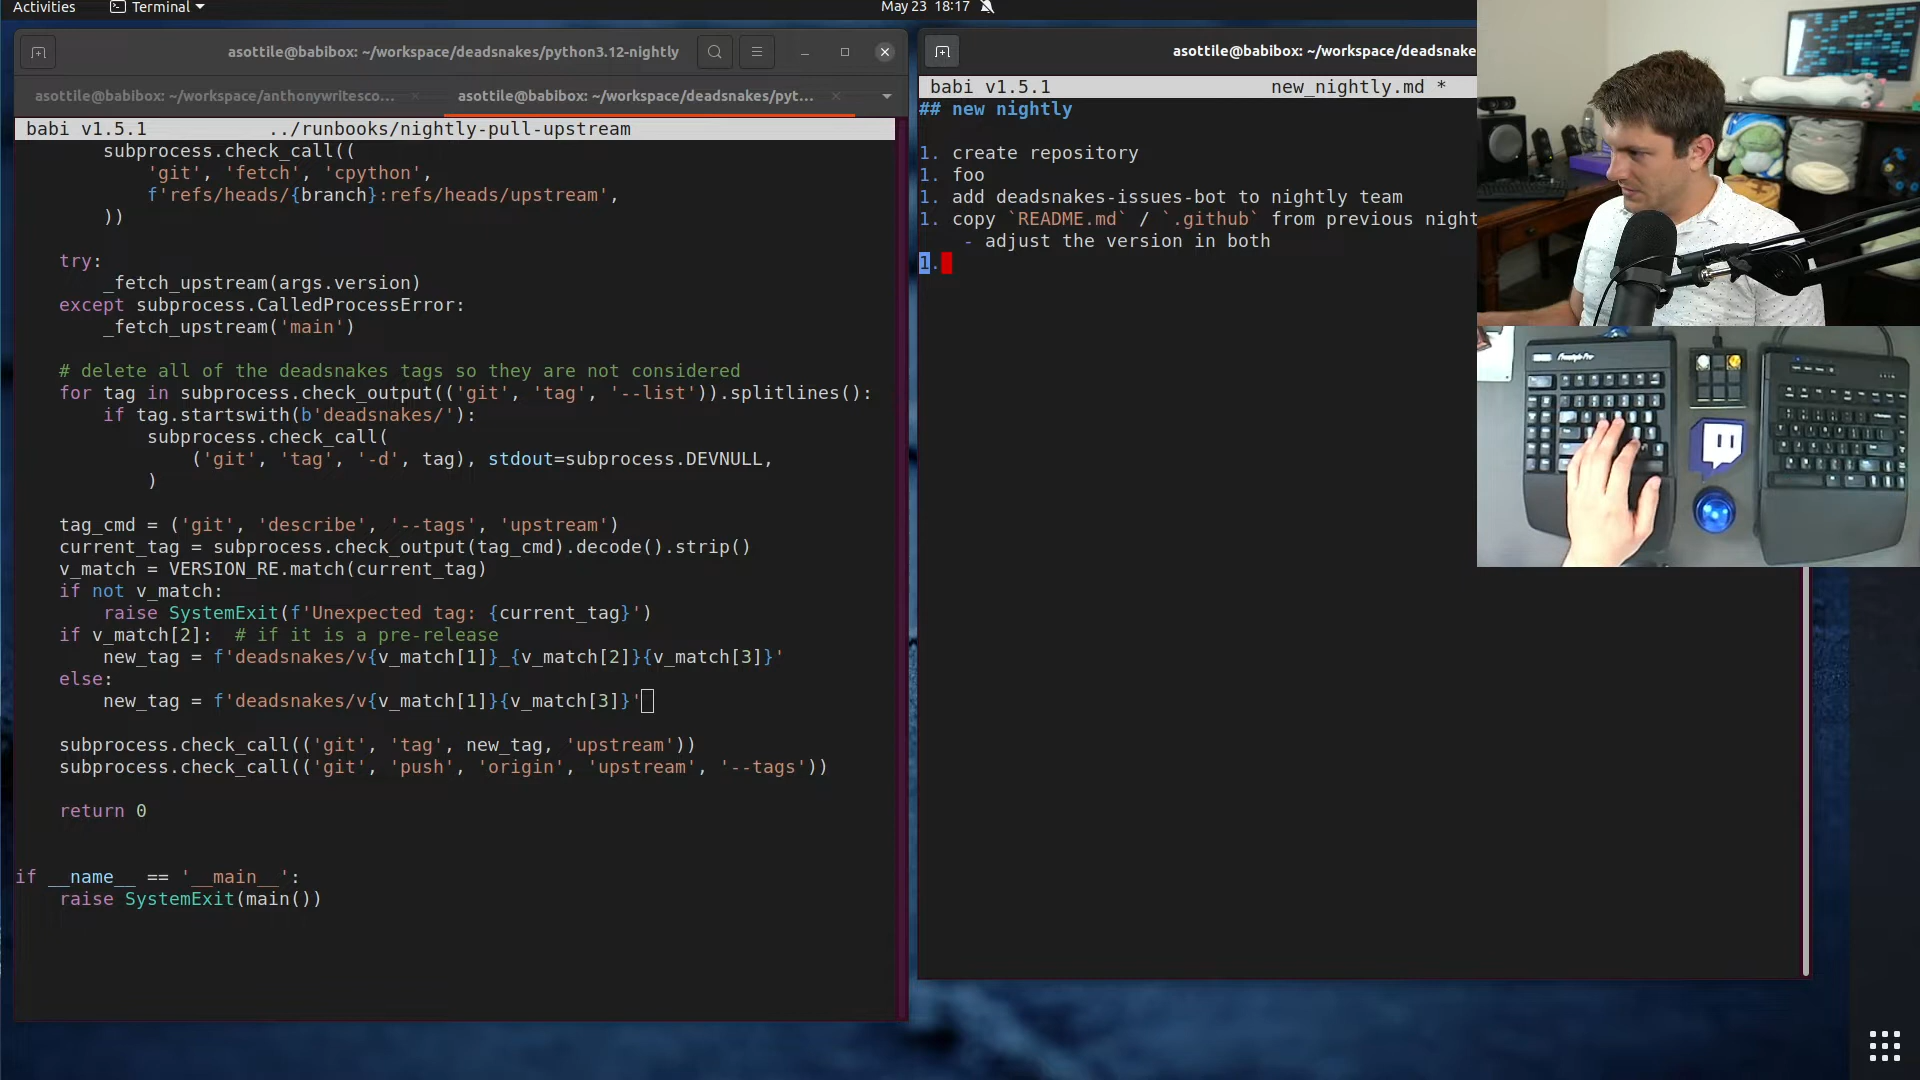 Activities
Terminal
May 23 18:17
asottile@babibox: ~/workspace/deadsnakes/python3.12-nightly
asottile@babibox: ~/workspace/anthonywritesco...
asottile@babibox: ~/workspace/deadsnakes/pyt...
babi v1.5.1 ../runbooks/nightly-pull-upstream
subprocess.check_call((
'git', 'fetch', 'cpython',
f'refs/heads/{branch}:refs/heads/upstream',
))
try:
_fetch_upstream(args.version)
except subprocess.CalledProcessError:
_fetch_upstream('main')
# delete all of the deadsnakes tags so they are not considered
for tag in subprocess.check_output(('git', 'tag', '--list')).splitlines():
if tag.startswith(b'deadsnakes/'):
subprocess.check_call(
('git', 'tag', '-d', tag), stdout=subprocess.DEVNULL,
)
tag_cmd = ('git', 'describe', '--tags', 'upstream')
current_tag = subprocess.check_output(tag_cmd).decode().strip()
v_match = VERSION_RE.match(current_tag)
if not v_match:
raise SystemExit(f'Unexpected tag: {current_tag}')
if v_match[2]:  # if it is a pre-release
new_tag = f'deadsnakes/v{v_match[1]}_{v_match[2]}{v_match[3]}'
else:
new_tag = f'deadsnakes/v{v_match[1]}{v_match[3]}'
subprocess.check_call(('git', 'tag', new_tag, 'upstream'))
subprocess.check_call(('git', 'push', 'origin', 'upstream', '--tags'))
return 0
if __name__ == '__main__':
raise SystemExit(main())
asottile@babibox: ~/workspace/deadsnake
babi v1.5.1 new_nightly.md *
## new nightly
1. create repository
1. foo
1. add deadsnakes-issues-bot to nightly team
1. copy `README.md` / `.github` from previous night
- adjust the version in both
1.
Freestyle Pro